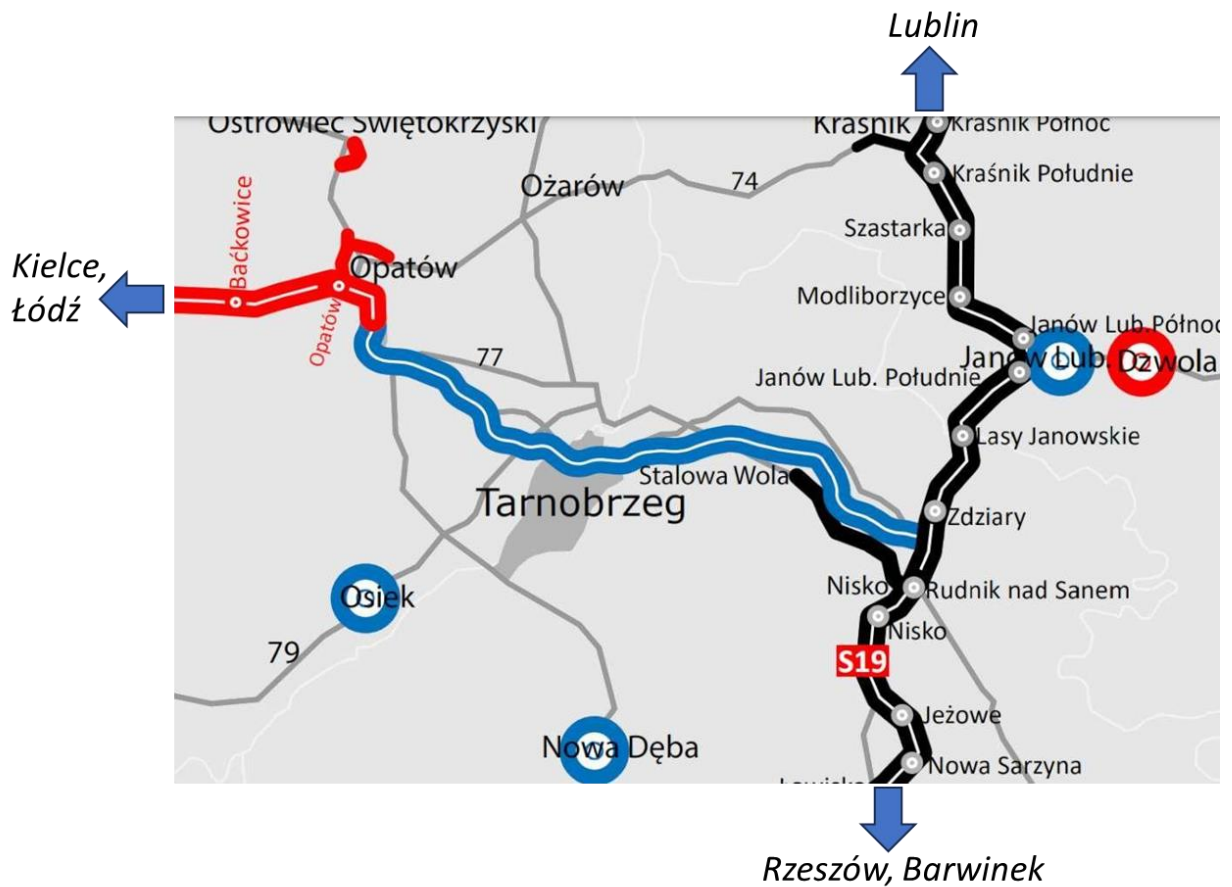 Lublin
Ostrowiec Świętokrzyski
Kraśnik
Kraśnik Północ
Kraśnik Południe
74
Ożarów
Szastarka
Baćkowice
Kielce,
Łódź
Opatów
Opatów
Modliborzyce
Janów Lub.Północ
77
Janów Lub.
Dzwola
Janów Lub. Południe
Lasy Janowskie
Stalowa Wola
Tarnobrzeg
Zdziary
Osiek
Nisko
Rudnik nad Sanem
Nisko
79
S19
Jeżowe
Nowa Dęba
Nowa Sarzyna
Rzeszów, Barwinek